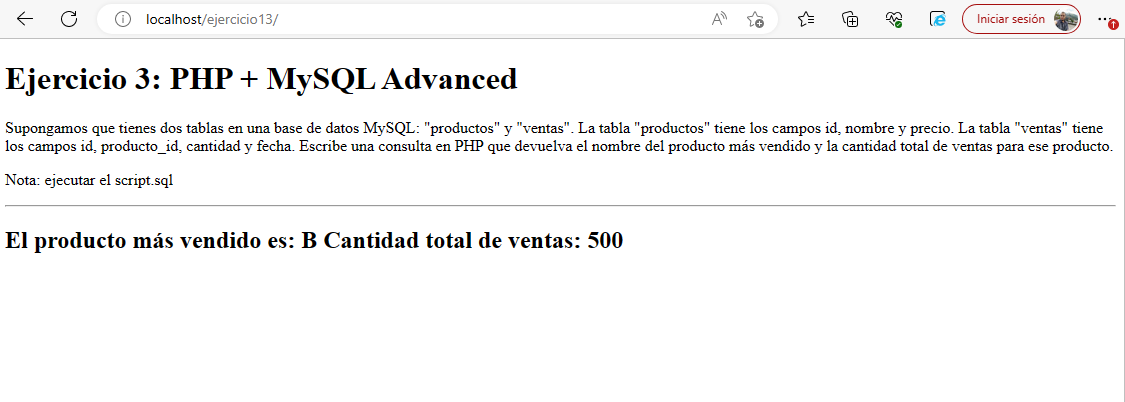 localhost/ejercicio13/
Iniciar sesión
Ejercicio 3: PHP + MySQL Advanced
Supongamos que tienes dos tablas en una base de datos MySQL: "productos" y "ventas". La tabla "productos" tiene los campos id, nombre y precio. La tabla "ventas" tiene
los campos id, producto_id, cantidad y fecha. Escribe una consulta en PHP que devuelva el nombre del producto más vendido y la cantidad total de ventas para ese producto.
Nota: ejecutar el script.sql
El producto más vendido es: B Cantidad total de ventas: 500